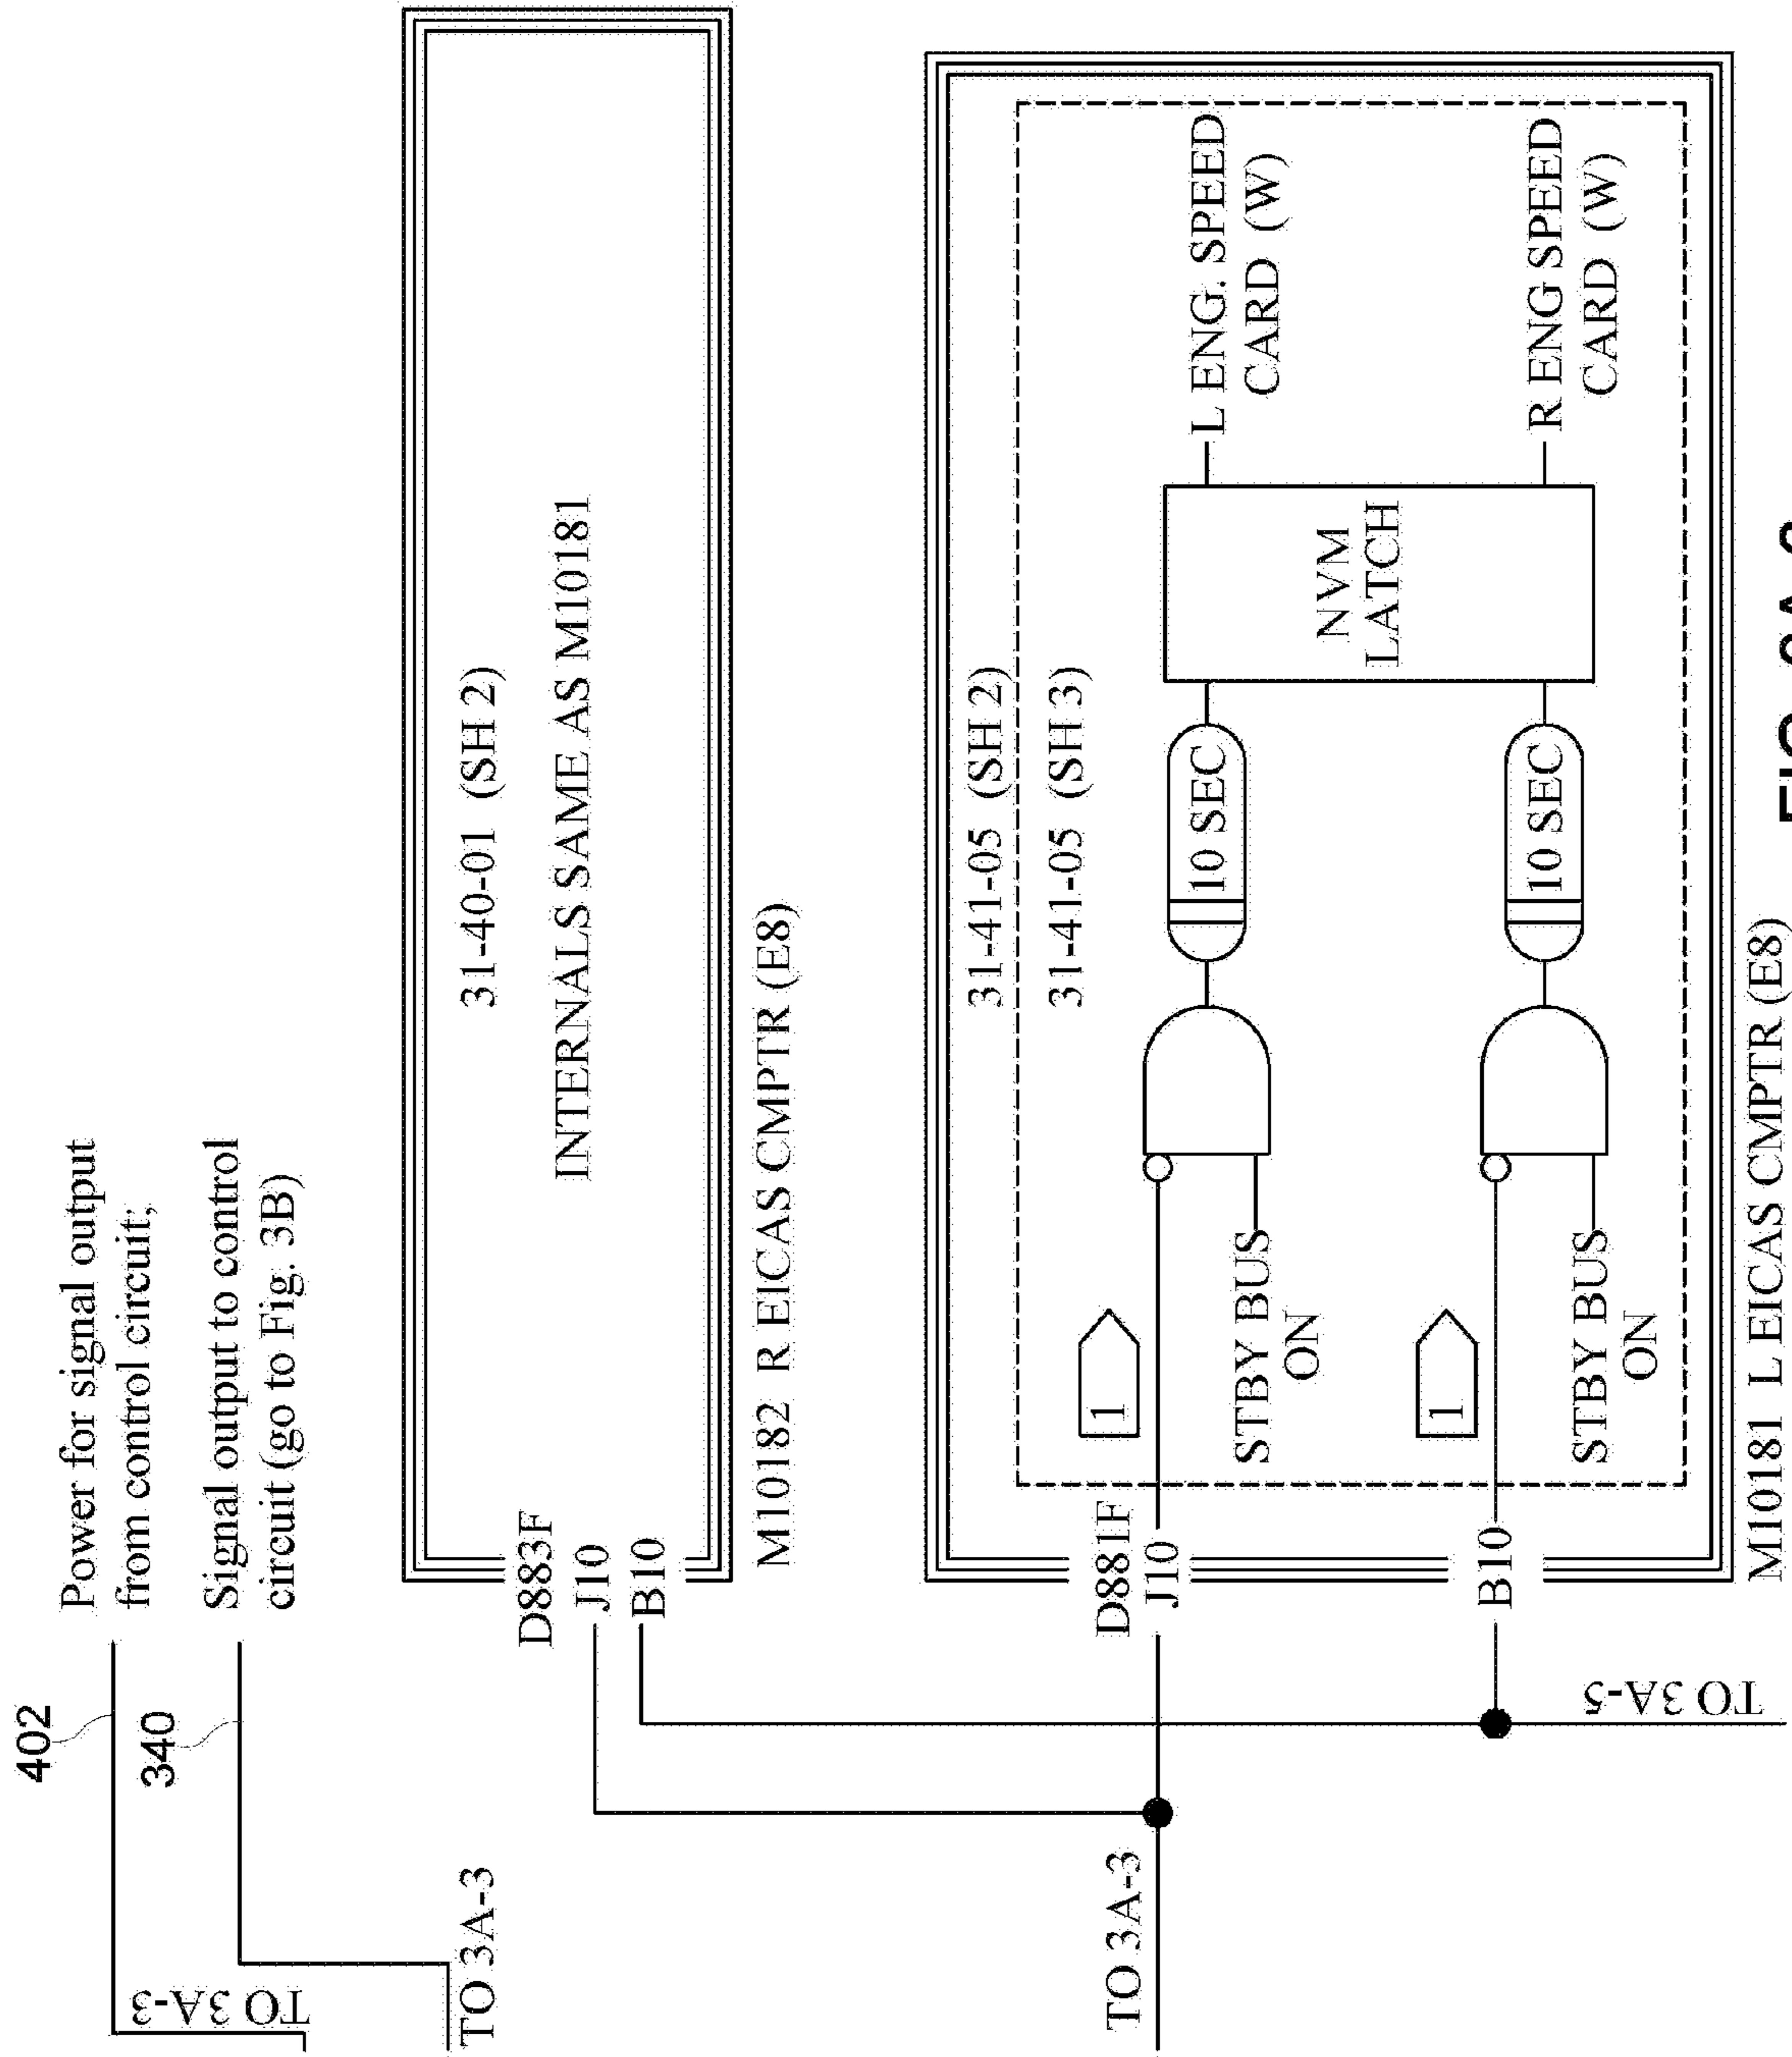 402
Power for signal output
from control circuit;
340
Signal output to control
circuit (go to Fig. 3B)
TO 3A-3
TO 3A-3
D883F
J10
B10
31-40-01 (SH 2)
INTERNALS SAME AS M10181
M10182 R EICAS CMPTR (E8)
TO 3A-3
D881F
J10
31-41-05 (SH 2)
31-41-05 (SH 3)
1
10 SEC
L ENG. SPEED
CARD (W)
STBY BUS
ON
NVM
LATCH
1
B10
10 SEC
R ENG SPEED
CARD (W)
STBY BUS
ON
TO 3A-5
M10181 L EICAS CMPTR (E8)